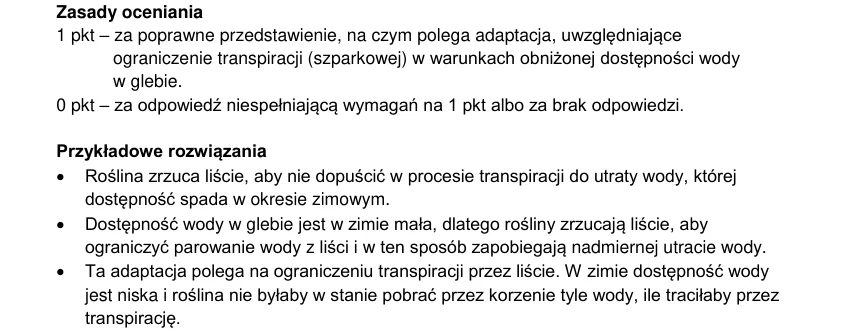 Zasady oceniania
1 pkt – za poprawne przedstawienie, na czym polega adaptacja, uwzględniające
ograniczenie transpiracji (szparkowej) w warunkach obniżonej dostępności wody
w glebie.
0 pkt – za odpowiedź niespełniającą wymagań na 1 pkt albo za brak odpowiedzi.
Przykładowe rozwiązania
• Roślina zrzuca liście, aby nie dopuścić w procesie transpiracji do utraty wody, której
dostępność spada w okresie zimowym.
• Dostępność wody w glebie jest w zimie mała, dlatego rośliny zrzucają liście, aby
ograniczyć parowanie wody z liści i w ten sposób zapobiegają nadmiernej utracie wody.
• Ta adaptacja polega na ograniczeniu transpiracji przez liście. W zimie dostępność wody
jest niska i roślina nie byłaby w stanie pobrać przez korzenie tyle wody, ile traciłaby przez
transpirację.